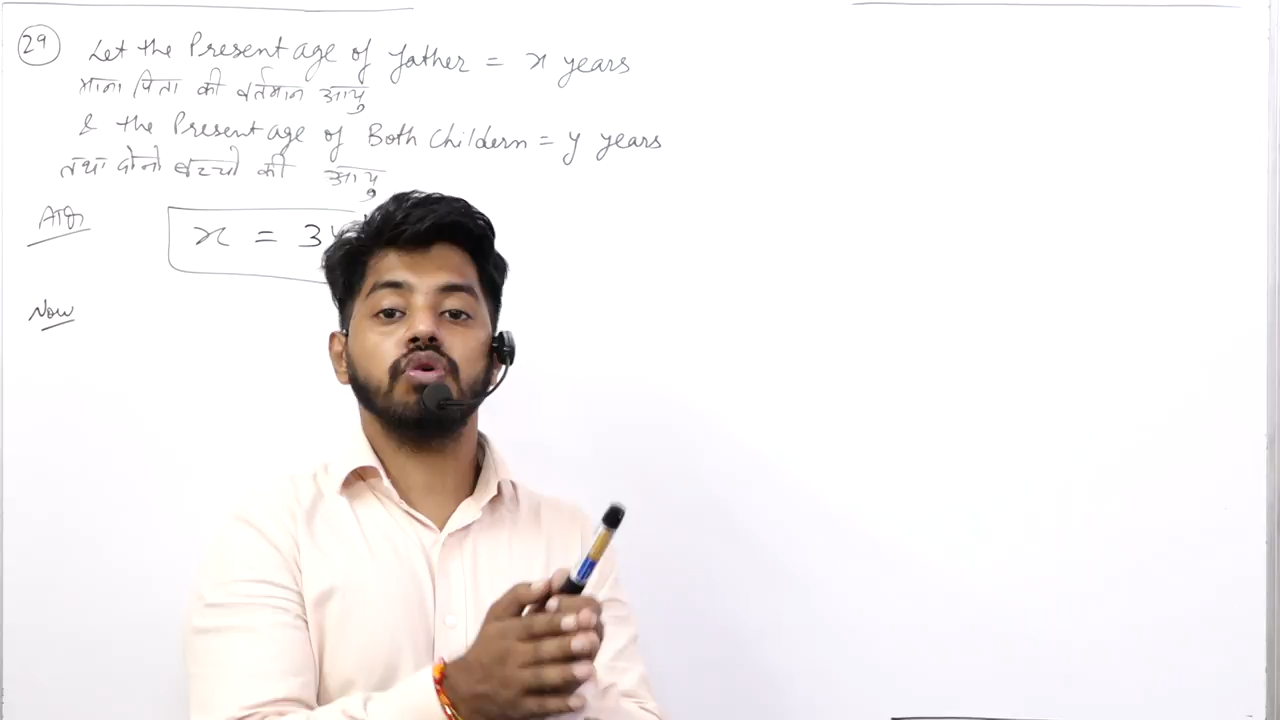 29 Let the Present age of father = x years
माना पिता की वर्तमान आयु
& the Present age of Both Childern = y years
तथा दोनो बच्चो की आयु
ATQ x = 3
Now